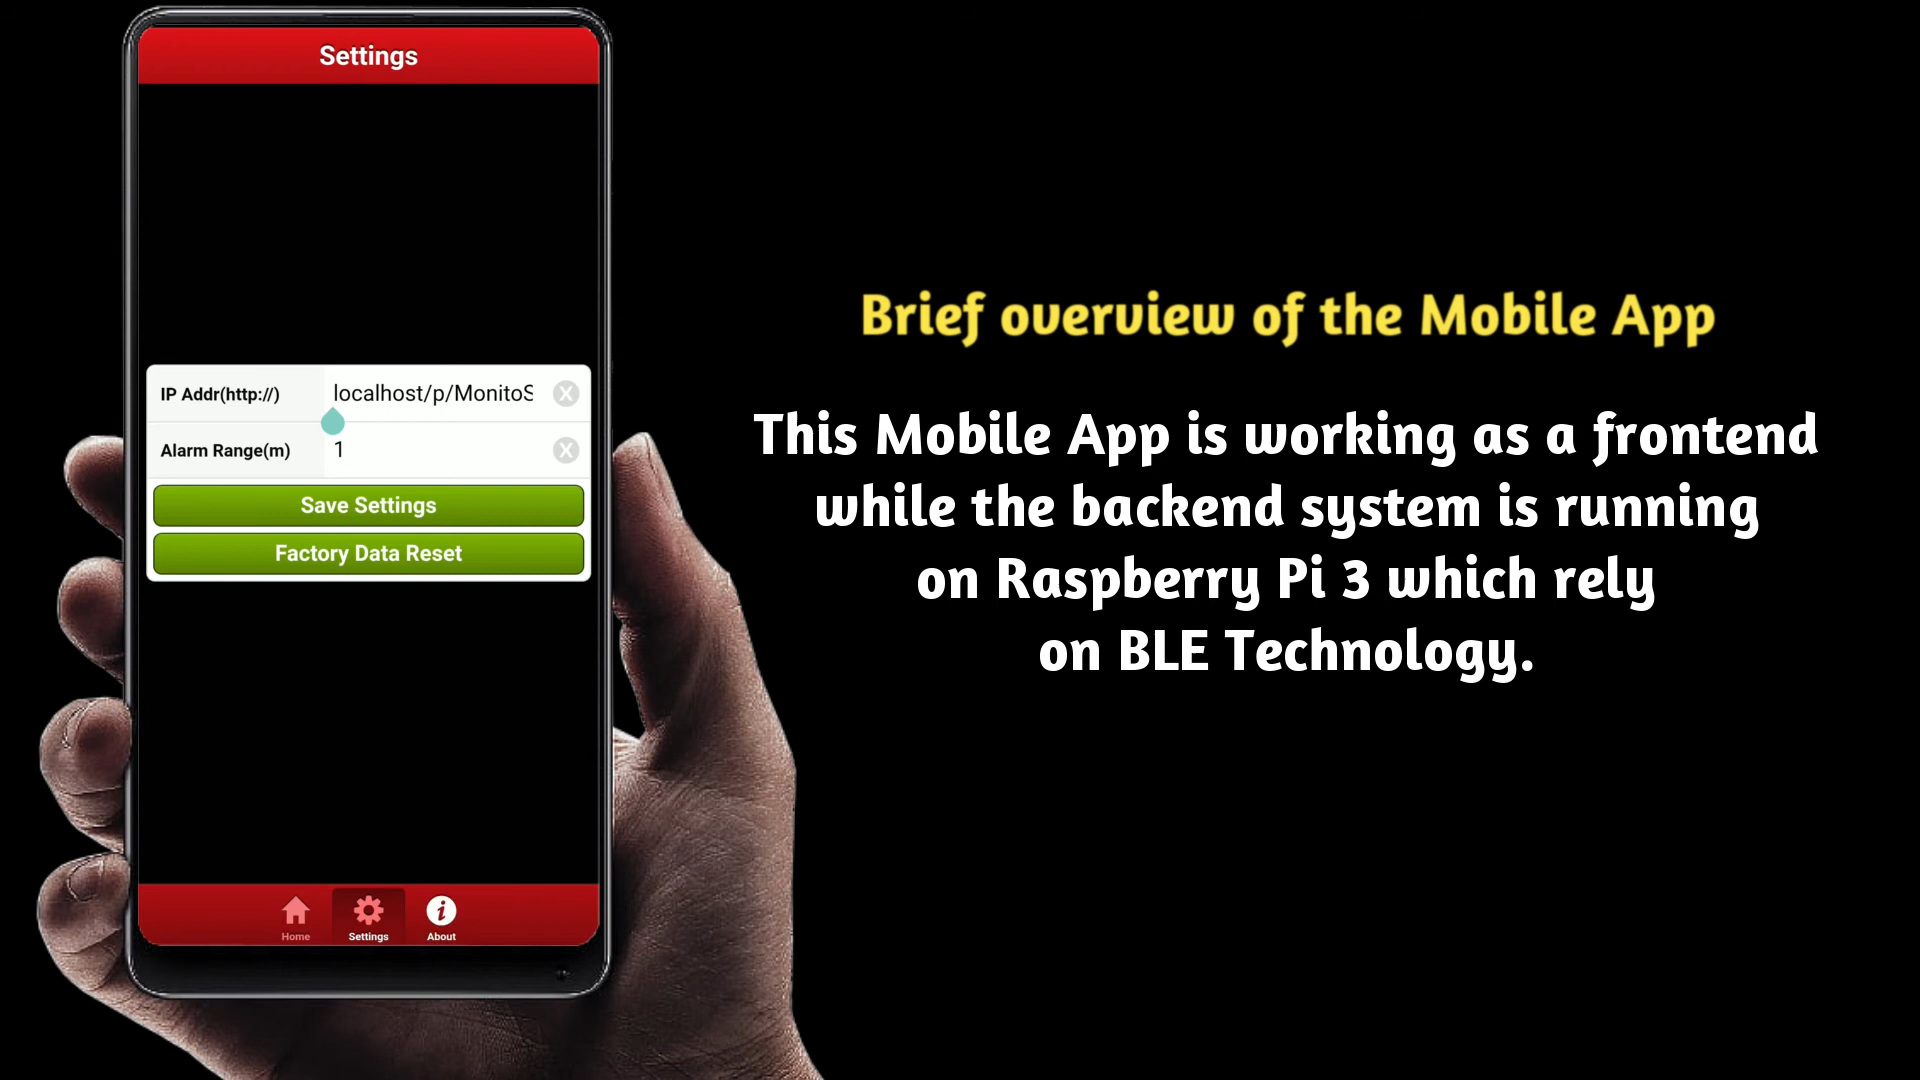 Settings
IP Addr(http://) localhost/p/MonitoS
Alarm Range(m) 1
Save Settings
Factory Data Reset
Home Settings About
Brief overview of the Mobile App
This Mobile App is working as a frontend
while the backend system is running
on Raspberry Pi 3 which rely
on BLE Technology.